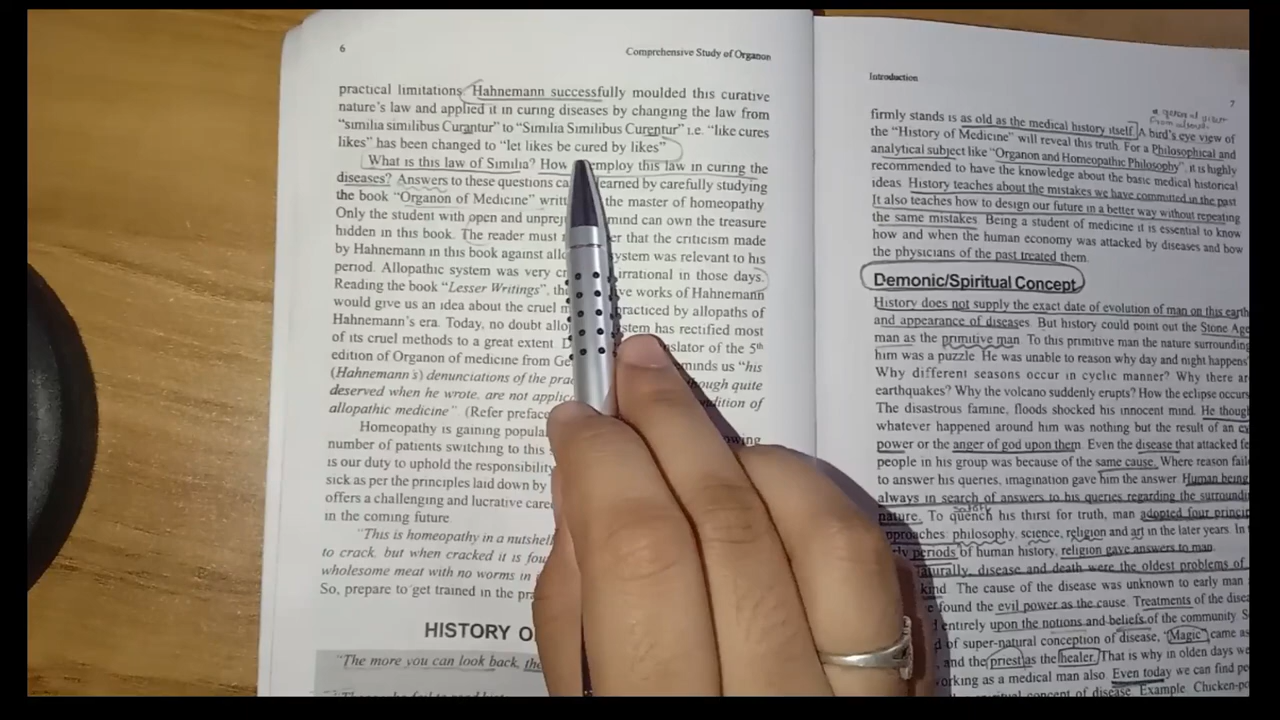 6
Comprehensive Study of Organon
practical limitations. Hahnemann successfully moulded this curative
nature's law and applied it in curing diseases by changing the law from
"similia similibus Curantur" to "Similia Similibus Curentur" i.e. "like cures
likes" has been changed to "let likes be cured by likes"
What is this law of Similia? How employ this law in curing the
diseases? Answers to these questions ca learned by carefully studying
the book "Organon of Medicine" writ the master of homeopathy
Only the student with open and unprej mind can own the treasure
hidden in this book. The reader must er that the criticism made
by Hahnemann in this book against allo ystem was relevant to his
period. Allopathic system was very cr irrational in those days.
Reading the book "Lesser Writings", the ive works of Hahnemann
would give us an idea about the cruel m practiced by allopaths of
Hahnemann's era. Today, no doubt allo stem has rectified most
of its cruel methods to a great extent. D nslator of the 5th
edition of Organon of medicine from Ge eminds us "his
(Hahnemann's) denunciations of the prac hough quite
deserved when he wrote, are not applic ndition of
allopathic medicine" (Refer preface
Homeopathy is gaining popula owing
number of patients switching to this s
is our duty to uphold the responsibility
sick as per the principles laid down by
offers a challenging and lucrative care
in the coming future
"This is homeopathy in a nutshell
to crack, but when cracked it is fou
wholesome meat with no worms in
So, prepare to get trained in the pra
HISTORY O
"The more you can look back, the
Introduction
7
firmly stands is as old as the medical history itself. A bird's eye view of
the "History of Medicine" will reveal this truth. For a Philosophical and
analytical subject like "Organon and Homeopathic Philosophy", it is highly
recommended to have the knowledge about the basic medical historical
ideas. History teaches about the mistakes we have commited in the past
It also teaches how to design our future in a better way without repeating
the same mistakes Being a student of medicine it is essential to know
how and when the human economy was attacked by diseases and how
the physicians of the past treated them.
Demonic/Spiritual Concept
History does not supply the exact date of evolution of man on this earth
and appearance of diseases. But history could point out the Stone Age
man as the primitive man. To this primitive man the nature surrounding
him was a puzzle. He was unable to reason why day and night happens
Why different seasons occur in cyclic manner? Why there ar
earthquakes? Why the volcano suddenly erupts? How the eclipse occurs
The disastrous famine, floods shocked his innocent mind. He thoug
whatever happened around him was nothing but the result of an e
power or the anger of god upon them. Even the disease that attacked fe
people in his group was because of the same cause. Where reason fail
to answer his queries, imagination gave him the answer. Human being
always in search of answers to his queries regarding the surroundi
nature. To quench his thirst for truth, man adopted four princip
pproaches: philosophy, science, religion and art in the later years. In
ly periods of human history, religion gave answers to man.
aturally, disease and death were the oldest problems of
kind. The cause of the disease was unknown to early man
e found the evil power as the cause. Treatments of the disea
d entirely upon the notions and beliefs of the community. S
d of super-natural conception of disease, "Magic" came as
, and the priest as the healer. That is why in olden days we
orking as a medical man also. Even today we can find pe
concept of disease. Example. Chicken-po